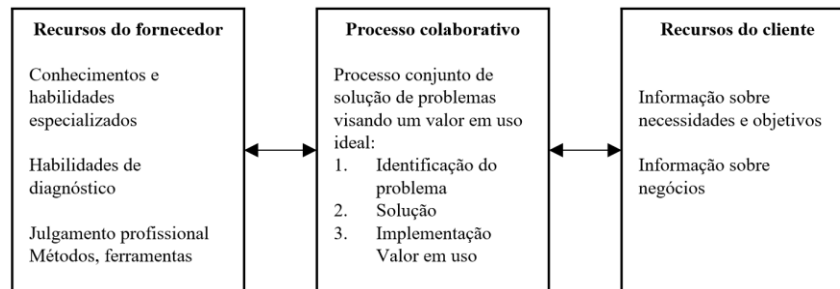 Recursos do fornecedor
Conhecimentos e
habilidades
especializados
Habilidades de
diagnóstico
Julgamento profissional
Métodos, ferramentas
Processo colaborativo
Processo conjunto de
solução de problemas
visando um valor em uso
ideal:
1. Identificação do
problema
2. Solução
3. Implementação
Valor em uso
Recursos do cliente
Informação sobre
necessidades e objetivos
Informação sobre
negócios